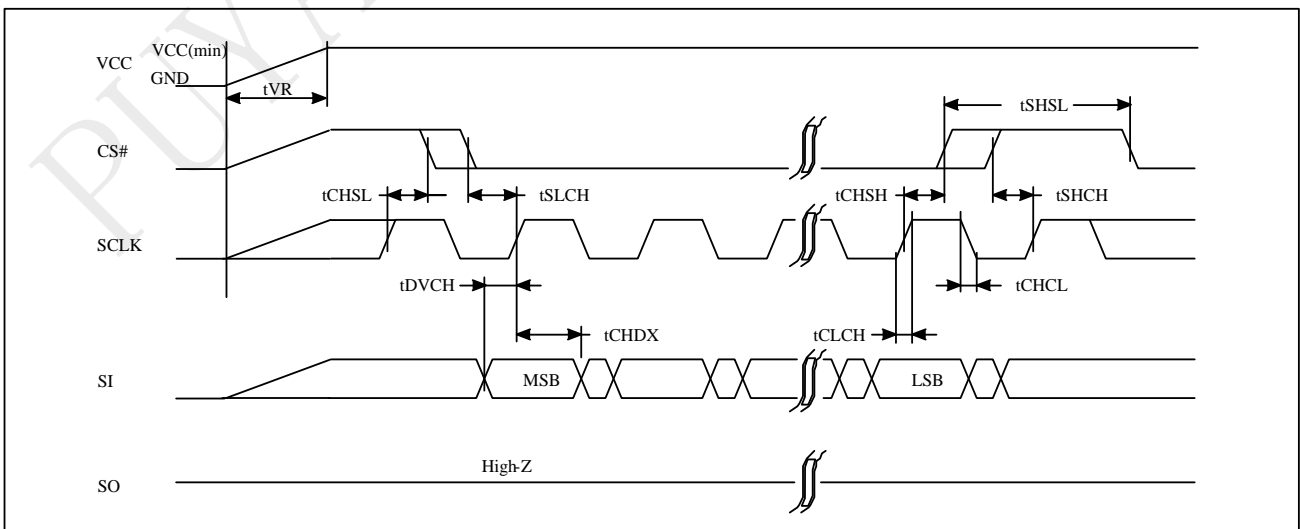 PUYA
VCC
VCC(min)
GND
tVR
tSHSL
CS#
tCHSL
tSLCH
tCHSH
tSHCH
SCLK
tDVCH
tCHCL
tCHDX
tCLCH
SI
MSB
LSB
High-Z
SO